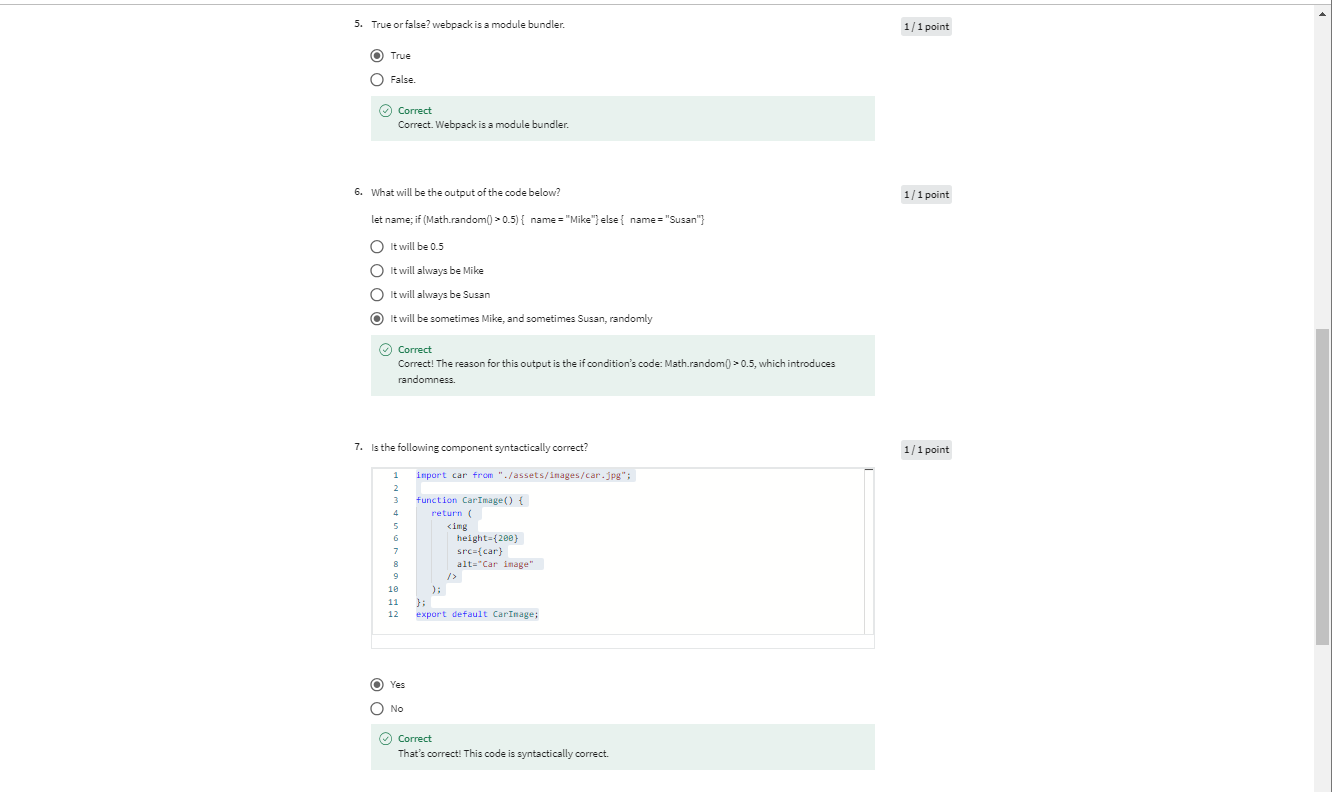 5. True or false? webpack is a module bundler.
1 / 1 point
True
False.
Correct
Correct. Webpack is a module bundler.
6. What will be the output of the code below?
1 / 1 point
let name; if (Math.random() > 0.5) {  name = "Mike"} else {  name = "Susan"}
It will be 0.5
It will always be Mike
It will always be Susan
It will be sometimes Mike, and sometimes Susan, randomly
Correct
Correct! The reason for this output is the if condition's code: Math.random() > 0.5, which introduces
randomness.
7. Is the following component syntactically correct?
1 / 1 point
1 import car from "./assets/images/car.jpg";
2
3 function CarImage() {
4 return (
5 <img
6 height={200}
7 src={car}
8 alt="Car image"
9 />
10 );
11 };
12 export default CarImage;
Yes
No
Correct
That's correct! This code is syntactically correct.